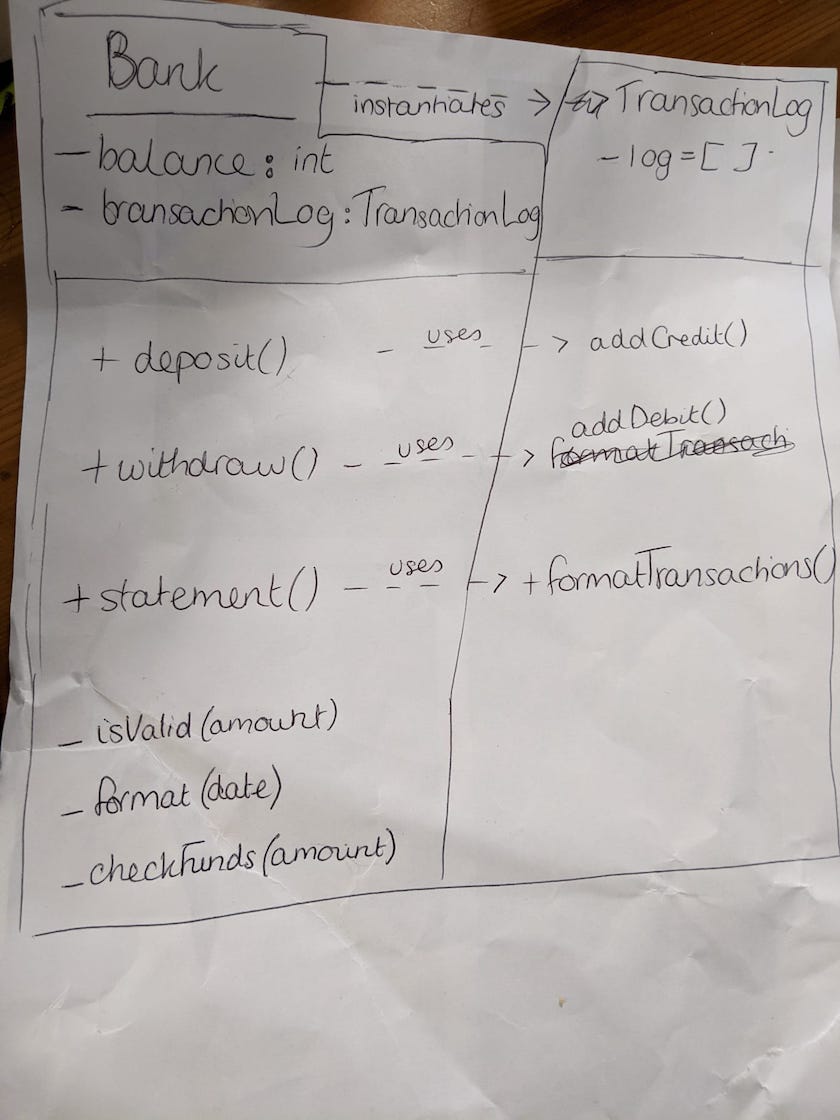 Bank
instantiates → TransactionLog
- balance : int
- log = [ ]
- transactionLog : TransactionLog
+ deposit() - uses - -> addCredit()
addDebit()
+ withdraw() - - uses - -> formatTransach
+ statement() - - uses - -> + formatTransactions()
_ isValid(amount)
_ format(date)
_ checkFunds(amount)